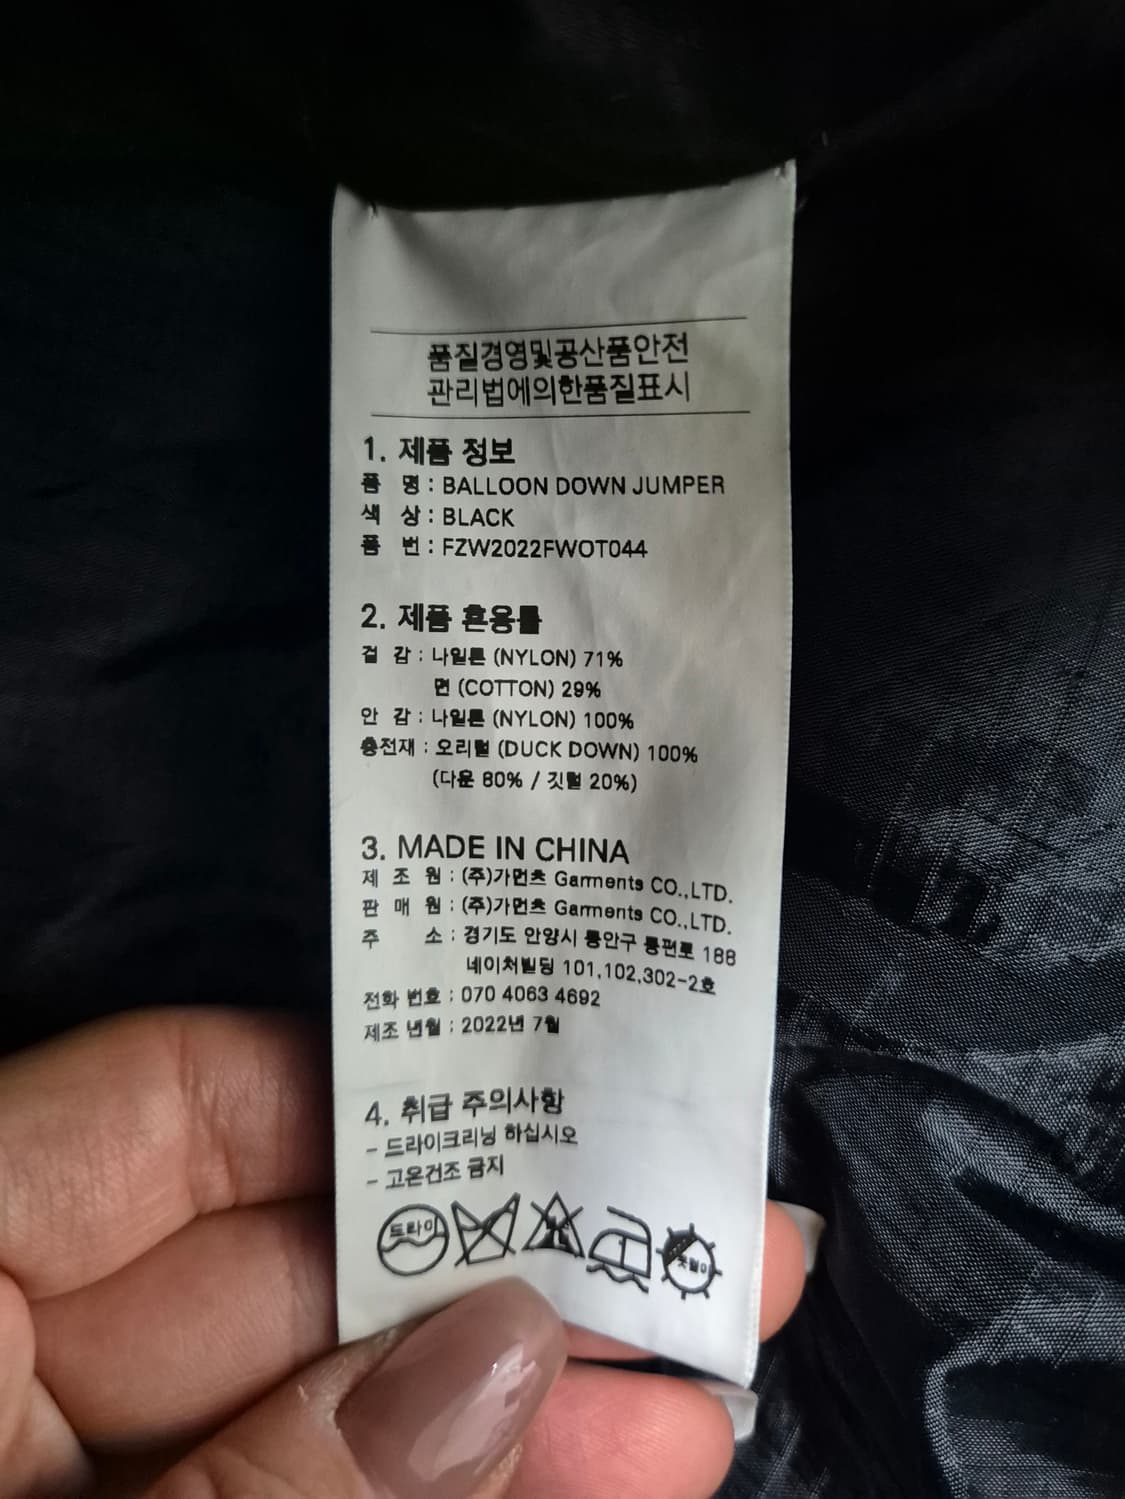 품질경영및공산품안전
관리법에의한품질표시
1. 제품 정보
품 명 : BALLOON DOWN JUMPER
색 상 : BLACK
품 번 : FZW2022FWOT044
2. 제품 혼용률
겉 감 : 나일론 (NYLON) 71%
면 (COTTON) 29%
안 감 : 나일론 (NYLON) 100%
충전재 : 오리털 (DUCK DOWN) 100%
(다운 80% / 깃털 20%)
3. MADE IN CHINA
제 조 원 : (주)가먼츠 Garments CO.,LTD.
판 매 원 : (주)가먼츠 Garments CO.,LTD.
주 소 : 경기도 안양시 동안구 동편로 188
네이처빌딩 101,102,302-2호
전화 번호 : 070 4063 4692
제조 년월 : 2022년 7월
4. 취급 주의사항
- 드라이크리닝 하십시오
- 고온건조 금지
드라이
옷걸이